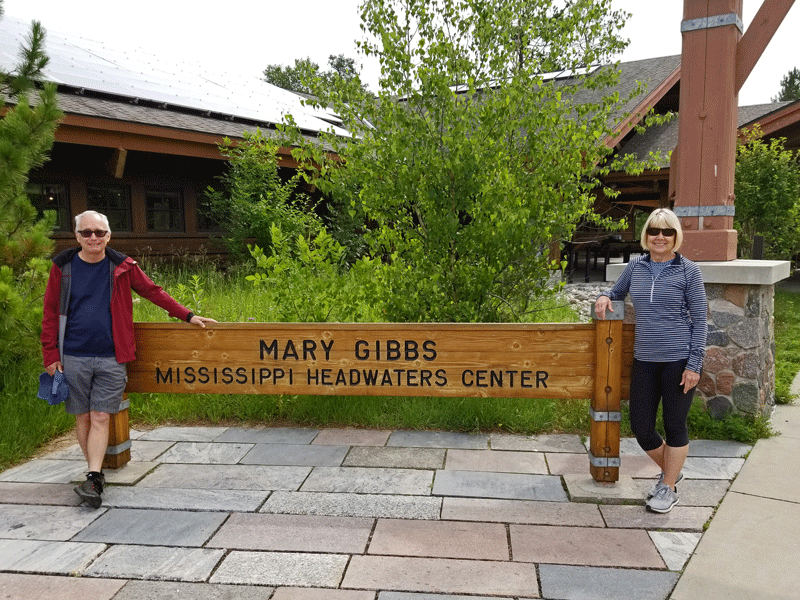 MARY GIBBS
MISSISSIPPI HEADWATERS CENTER